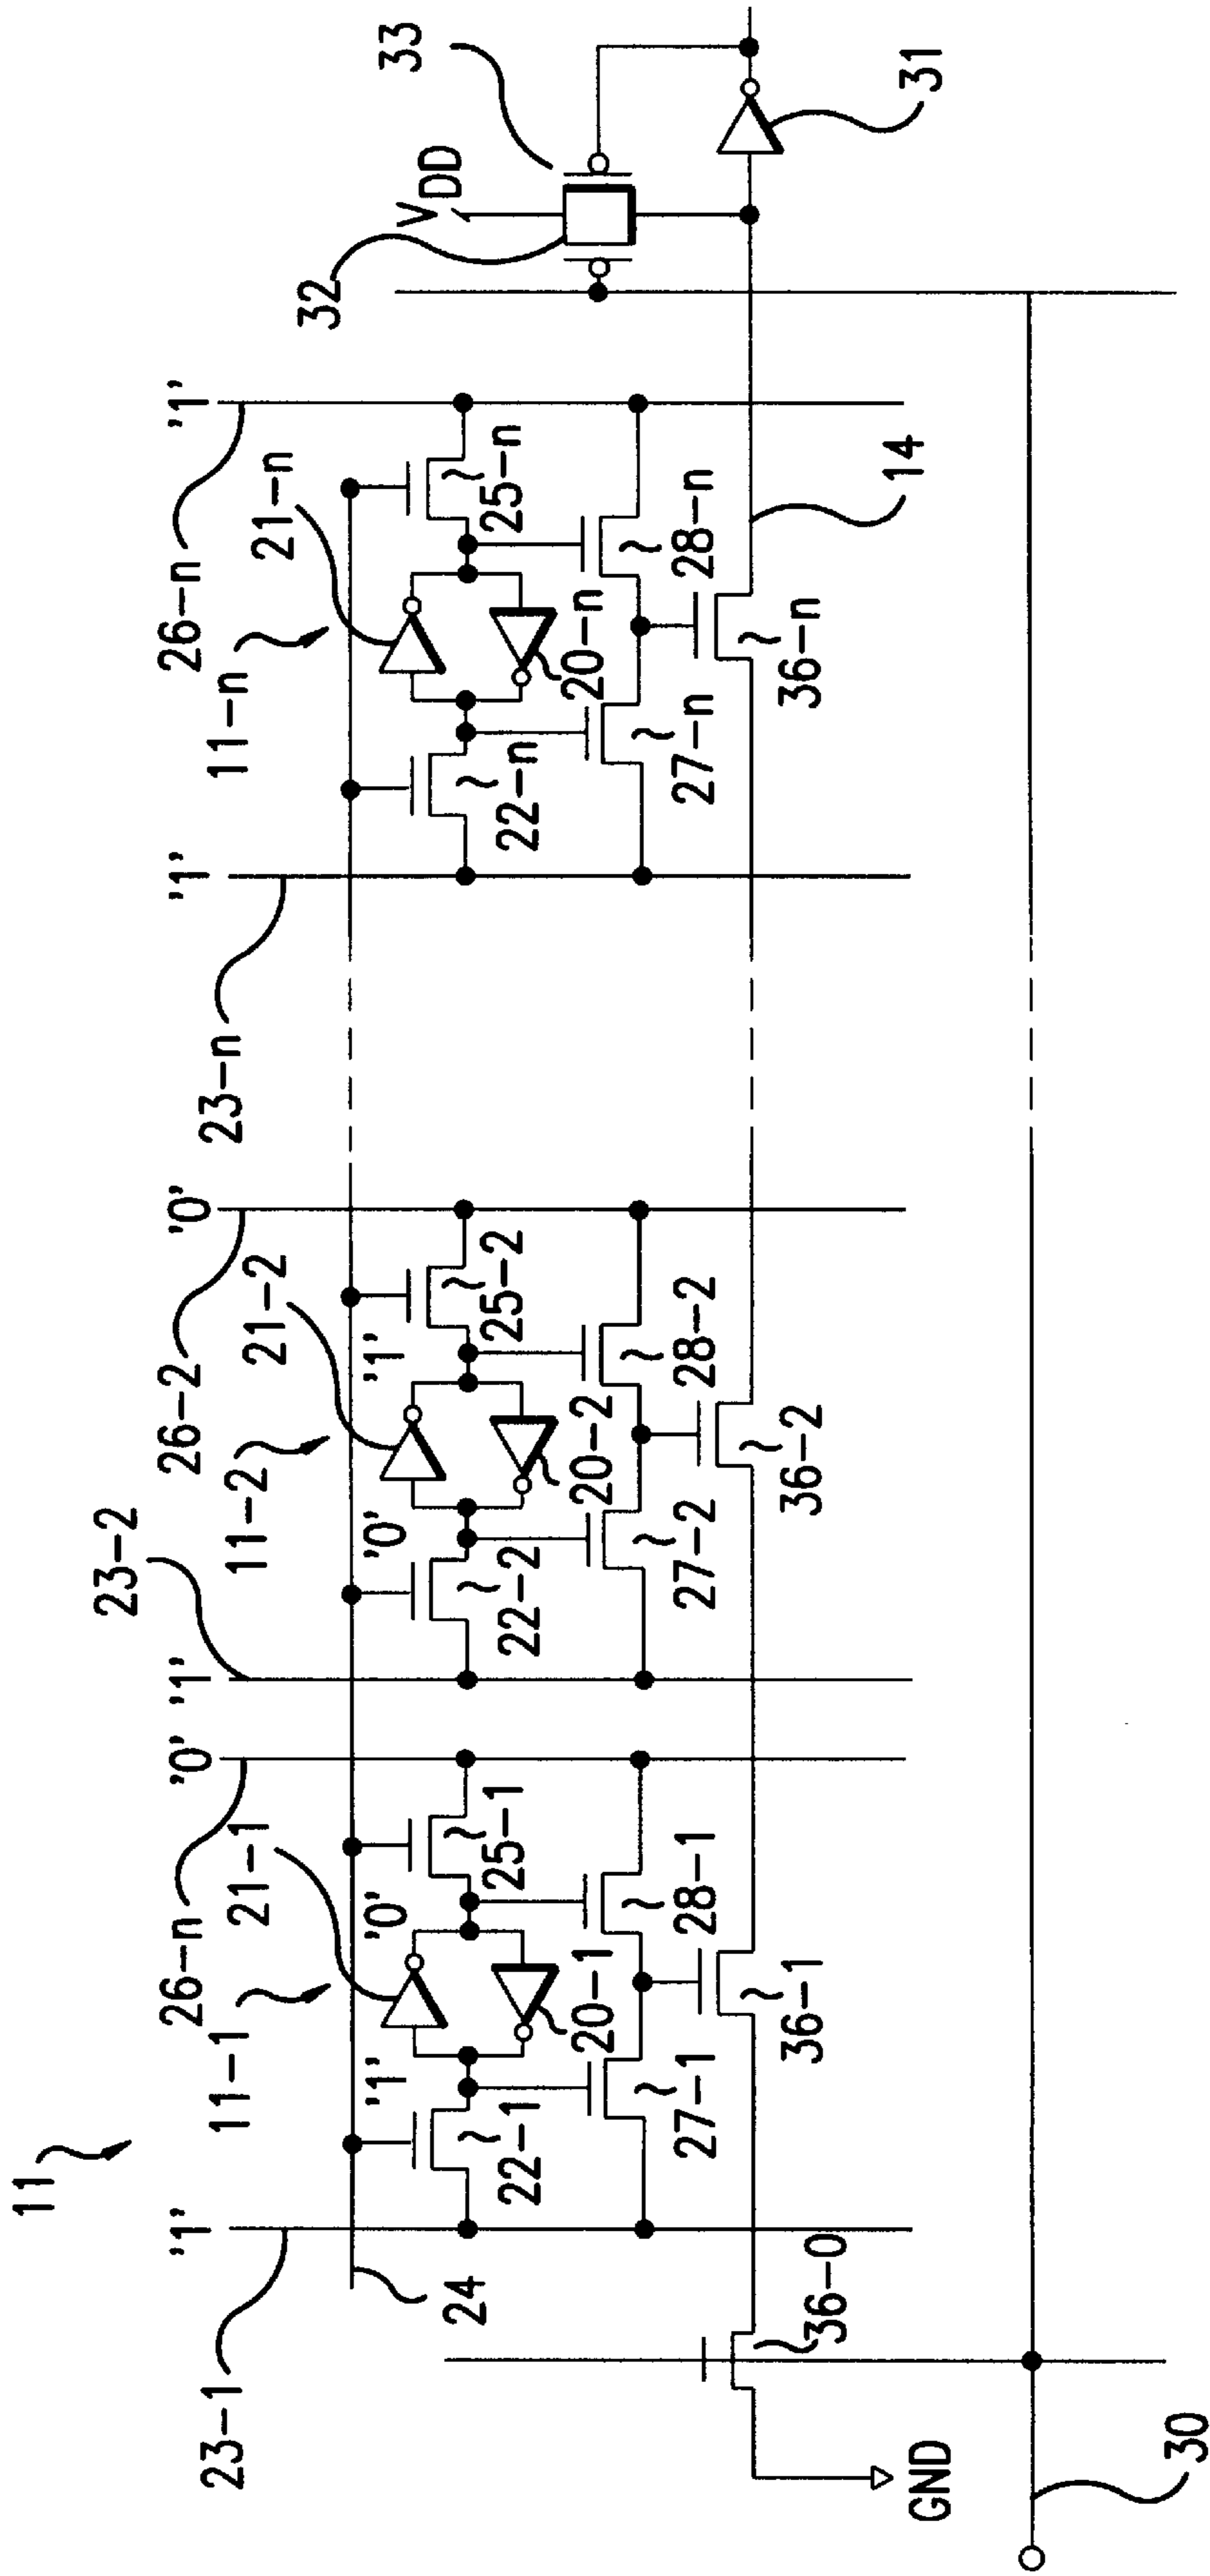 11
'1'
'0'
'1'
'0'
'1'
'1'
23-1
26-n
23-2
26-2
23-n
26-n
11-1
21-1
11-2
21-2
11-n
21-n
24
'1'
'0'
'0'
'1'
22-1
25-1
22-2
25-2
22-n
25-n
20-1
20-2
20-n
27-1
28-1
27-2
28-2
27-n
28-n
36-0
36-1
36-2
36-n
14
32
VDD
33
31
GND
30